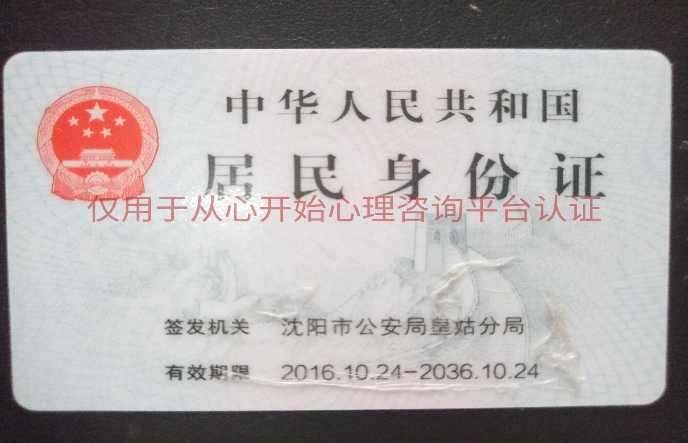 中华人民共和国
居民身份证
仅用于从心开始心理咨询平台认证
签发机关 沈阳市公安局皇姑分局
有效期限 2016.10.24-2036.10.24